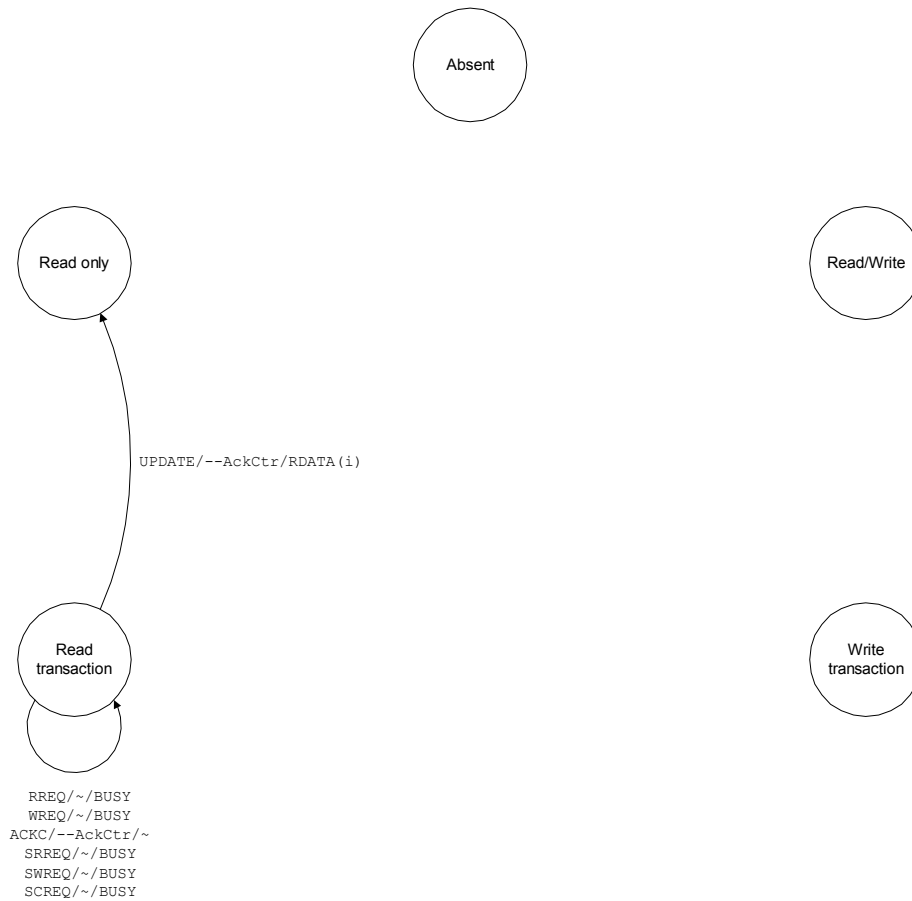 Absent
Read only
Read/Write
UPDATE/--AckCtr/RDATA(i)
Read
transaction
Write
transaction
RREQ/~/BUSY
WREQ/~/BUSY
ACKC/--AckCtr/~
SRREQ/~/BUSY
SWREQ/~/BUSY
SCREQ/~/BUSY